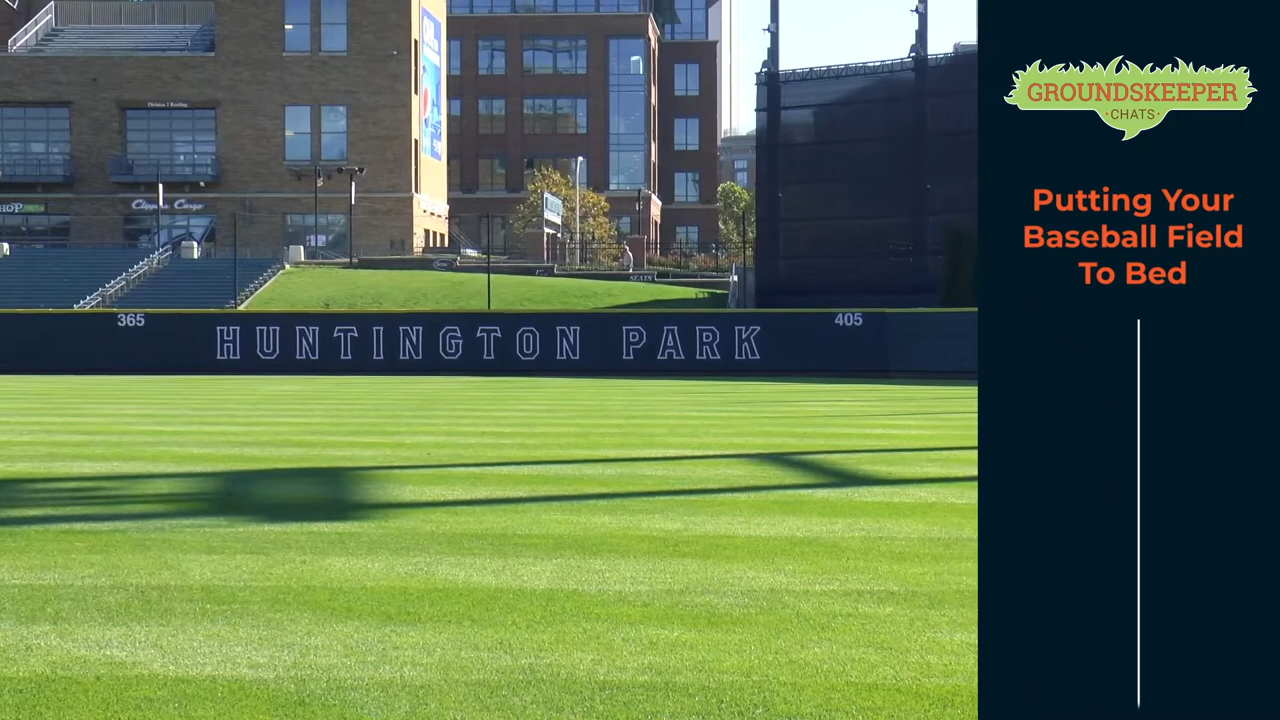 GROUNDSKEEPER
· CHATS ·
Putting Your
Baseball Field
To Bed
Clippers Cargo
SEATS
365
405
HUNTINGTON PARK